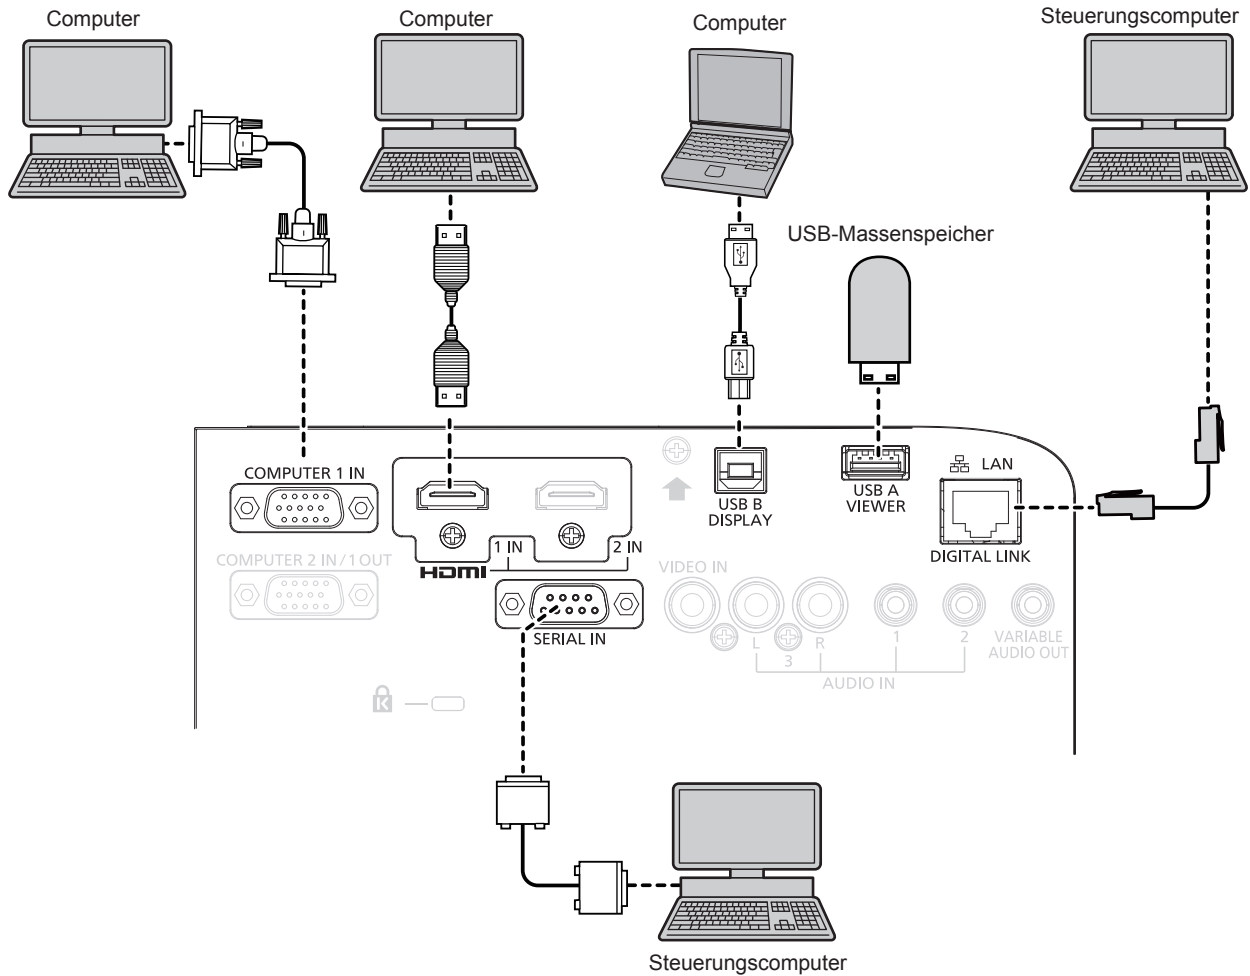 Computer
Computer
Computer
Steuerungscomputer
USB-Massenspeicher
COMPUTER 1 IN
LAN
USB B
DISPLAY
USB A
VIEWER
1 IN
2 IN
COMPUTER 2 IN / 1 OUT
HDMI
DIGITAL LINK
VIDEO IN
SERIAL IN
L
R
1
2
VARIABLE
AUDIO OUT
3
AUDIO IN
K
Steuerungscomputer